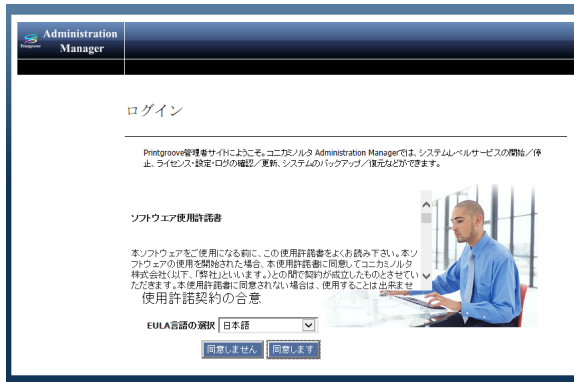 Administration
Printgroove Manager
ログイン
Printgroove管理者サイトにようこそ。コニカミノルタ Administration Managerでは、システムレベルサービスの開始／停
止、ライセンス・設定・ログの確認／更新、システムのバックアップ／復元などができます。
ソフトウェア使用許諾書
本ソフトウェアをご使用になる前に、この使用許諾書をよくお読み下さい。本ソ
フトウェアの使用を開始された場合、本使用許諾書に同意してコニカミノルタ
株式会社(以下、「弊社」といいます。)との間で契約が成立したものとさせてい
ただきます。本使用許諾書に同意されない場合は、使用することは出来ませ
使用許諾契約の合意
EULA言語の選択 日本語
同意しません 同意します